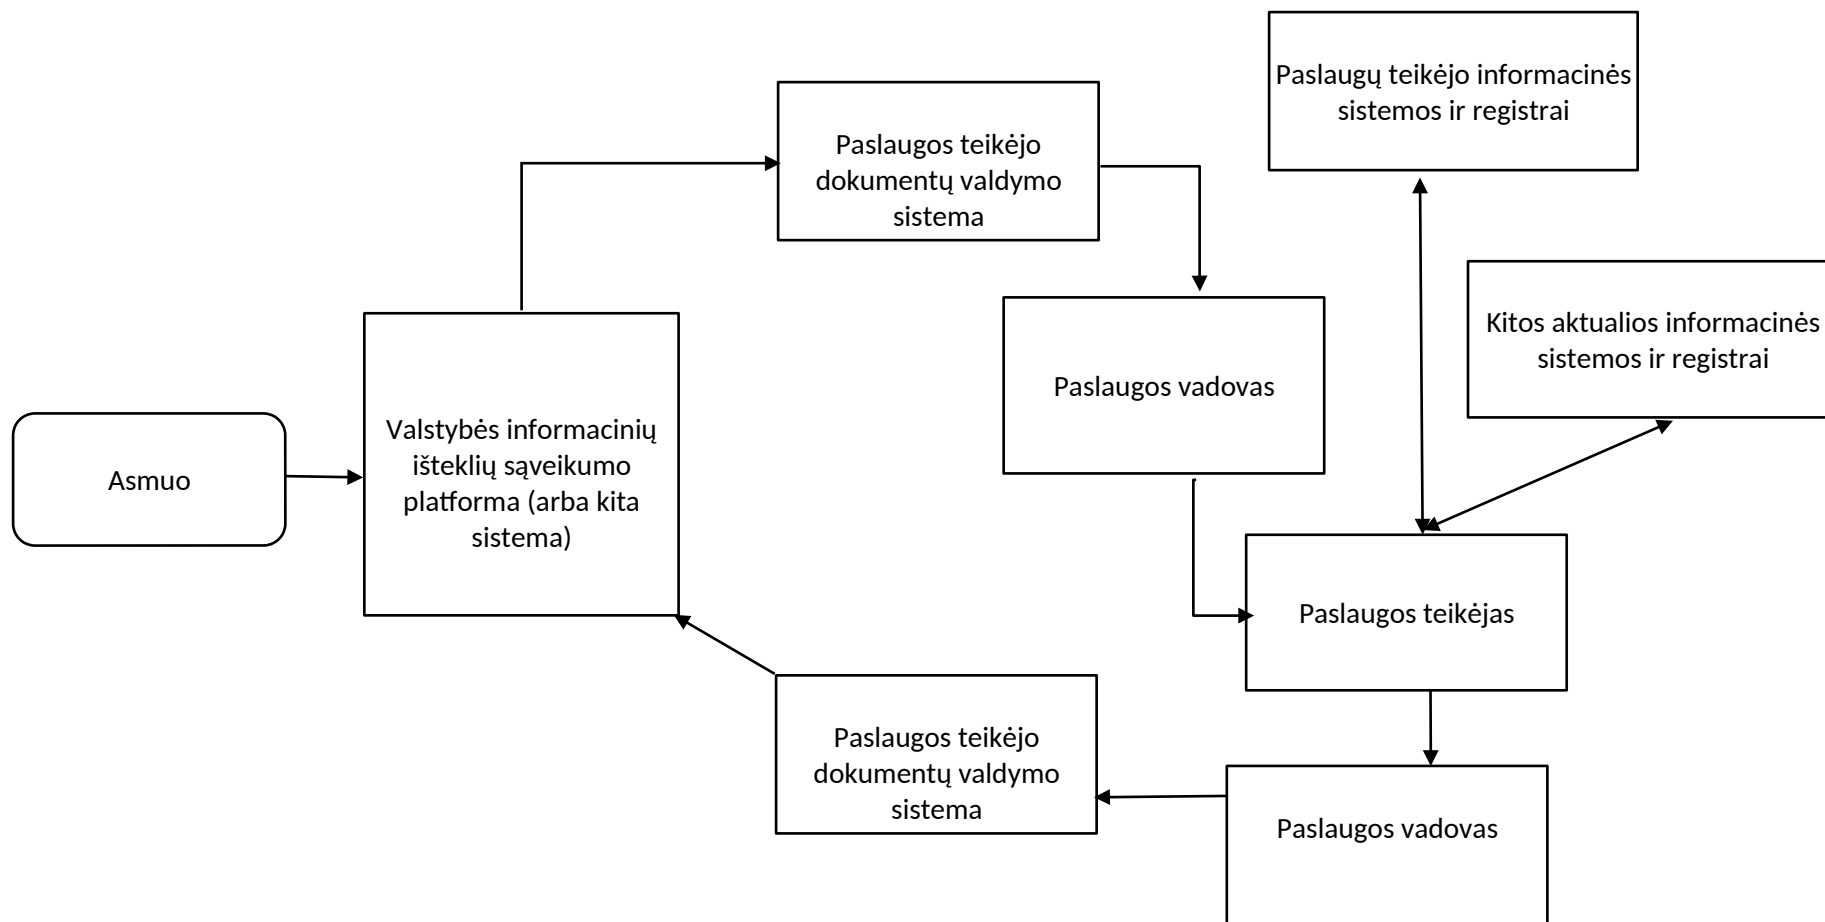 Paslaugų teikėjo informacinės
sistemos ir registrai
Paslaugos teikėjo
dokumentų valdymo
sistema
Kitos aktualios informacinės
sistemos ir registrai
Paslaugos vadovas
Valstybės informacinių
išteklių sąveikumo
platforma (arba kita
sistema)
Asmuo
Paslaugos teikėjas
Paslaugos teikėjo
dokumentų valdymo
sistema
Paslaugos vadovas